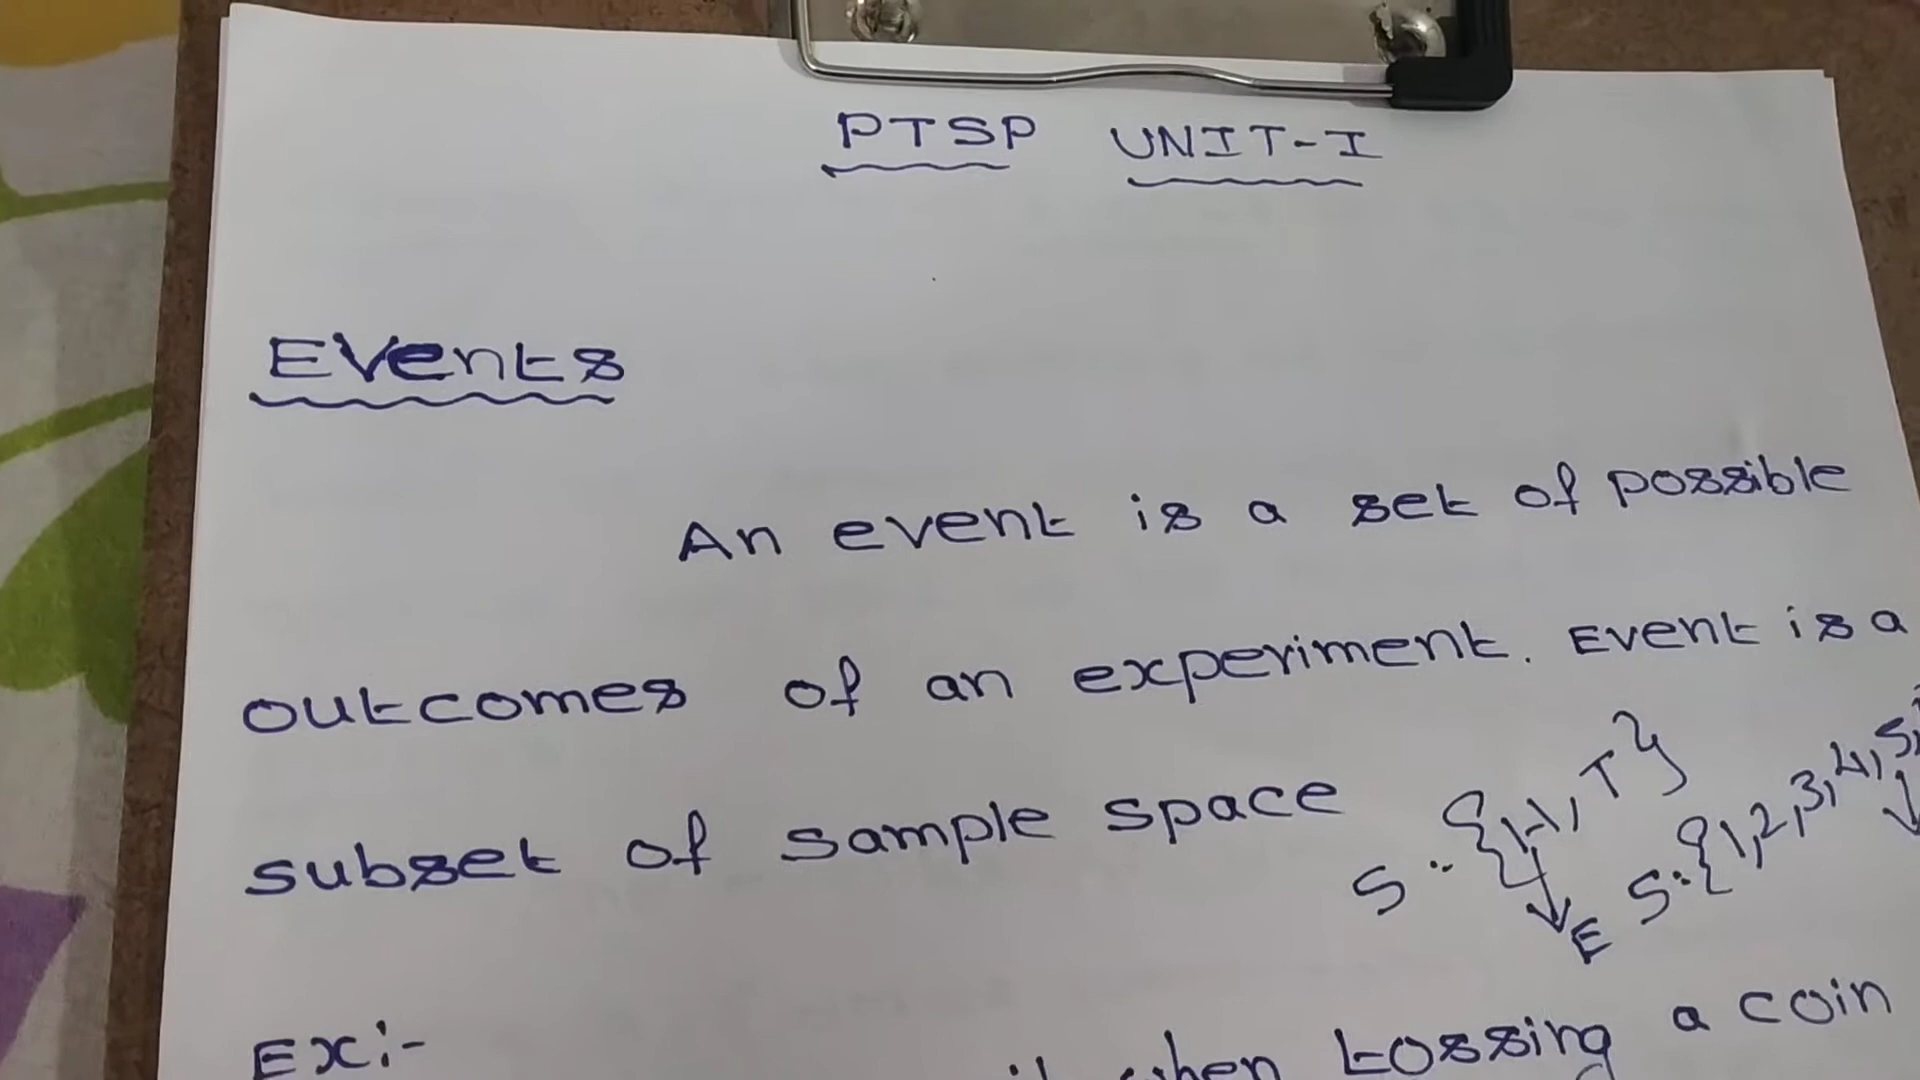 PTSP UNIT-I
Events
An event is a set of possible
outcomes of an experiment. Event is a
subset of sample space
S:{H,T}
E
S:{1,2,3,4,5,
Ex:-
when tossing a coin